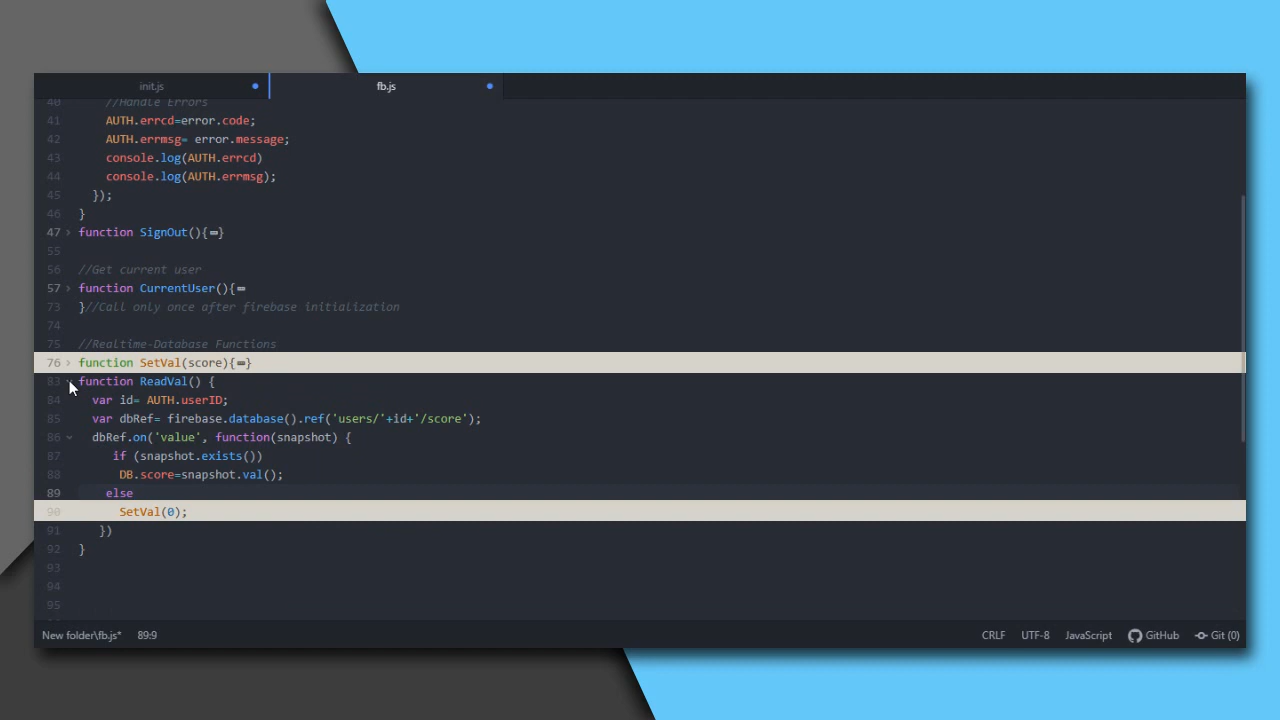 init.js
fb.js
40 //Handle Errors
41 AUTH.errcd=error.code;
42 AUTH.errmsg= error.message;
43 console.log(AUTH.errcd)
44 console.log(AUTH.errmsg);
45 });
46 }
47 function SignOut(){}
55
56 //Get current user
57 function CurrentUser(){
73 }//Call only once after firebase initialization
74
75 //Realtime-Database Functions
76 function SetVal(score){}
83 function ReadVal() {
84 var id= AUTH.userID;
85 var dbRef= firebase.database().ref('users/'+id+'/score');
86 dbRef.on('value', function(snapshot) {
87 if (snapshot.exists())
88 DB.score=snapshot.val();
89 else
90 SetVal(0);
91 })
92 }
93
94
95
New folder\fb.js* 89:9 CRLF UTF-8 JavaScript GitHub Git (0)